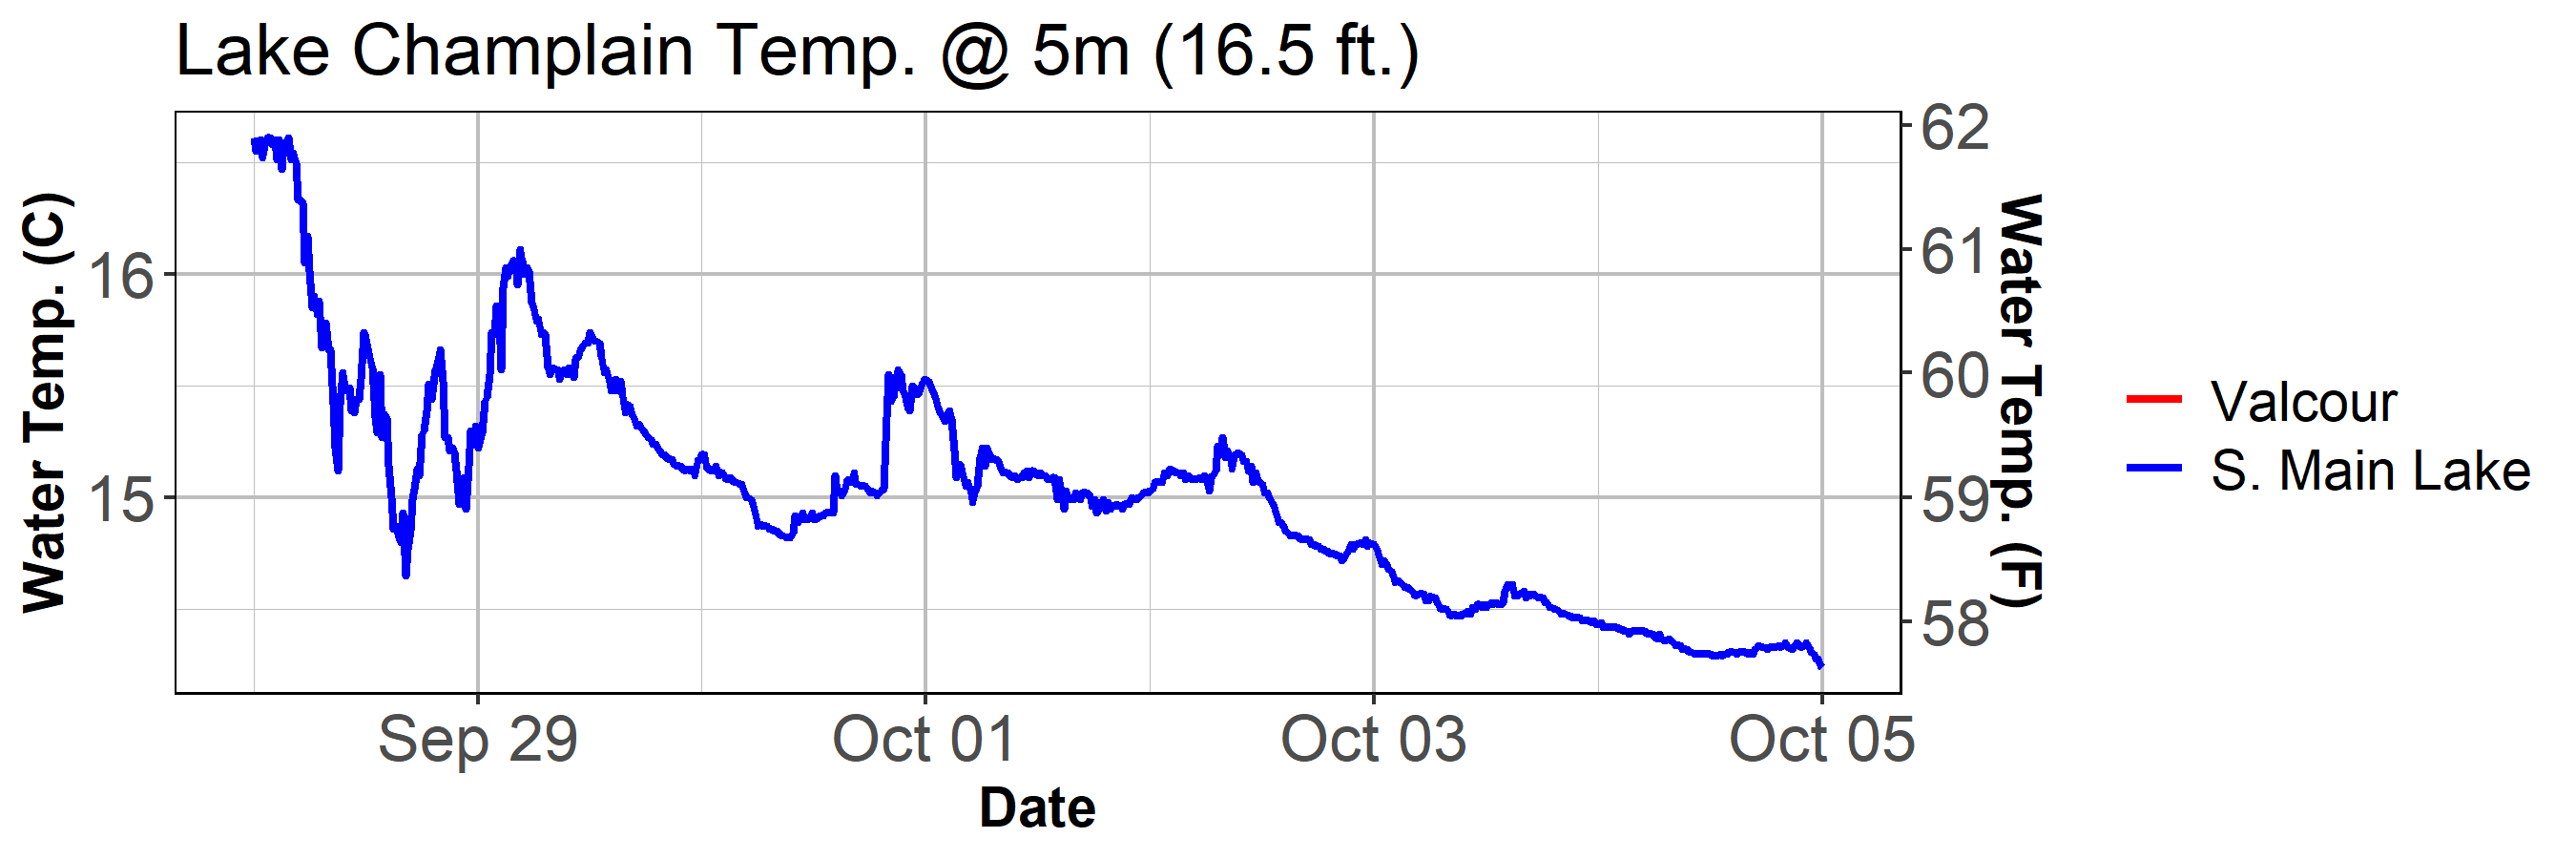 Lake Champlain Temp. @ 5m (16.5 ft.)
Water Temp. (C)
16
15
62
61
60
59
58
Water Temp. (F)
Valcour
S. Main Lake
Sep 29
Oct 01
Oct 03
Oct 05
Date